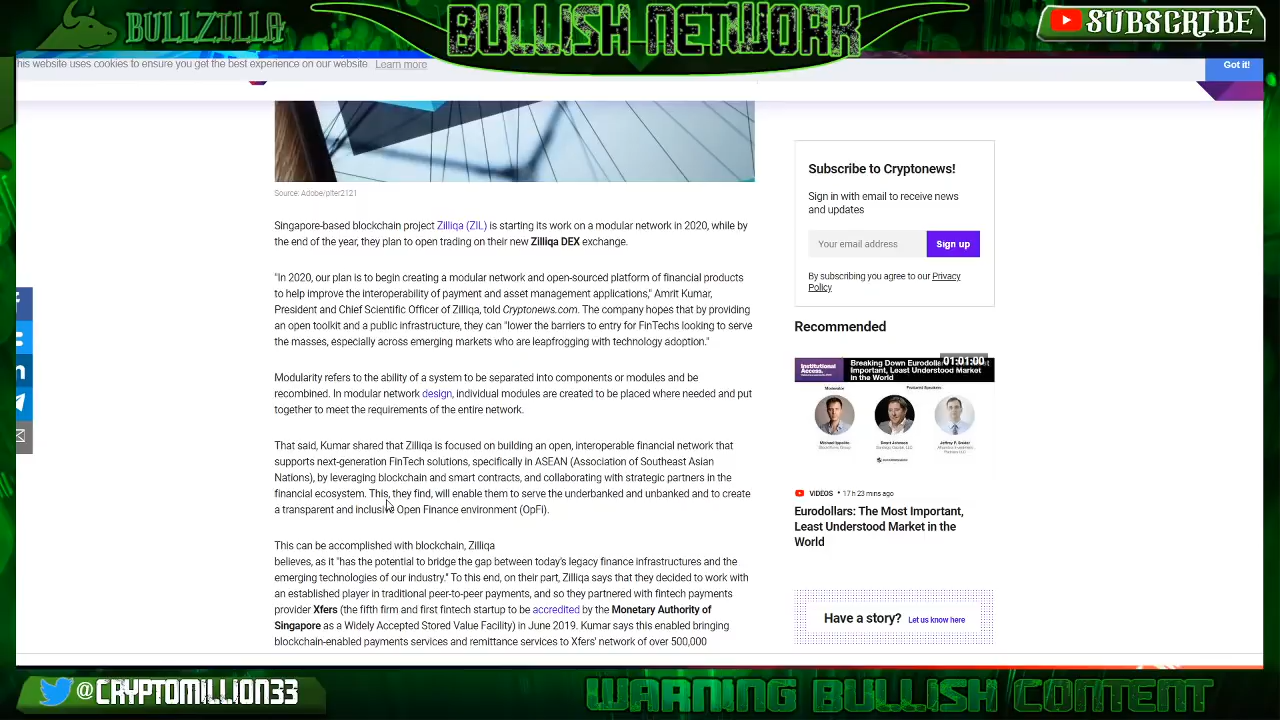 BULLZILLA
BULLISH NETWORK
SUBSCRIBE
his website uses cookies to ensure you get the best experience on our website. Learn more
Got it!
Source: Adobe/plter2121
Singapore-based blockchain project Zilliqa (ZIL) is starting its work on a modular network in 2020, while by
the end of the year, they plan to open trading on their new Zilliqa DEX exchange.
"In 2020, our plan is to begin creating a modular network and open-sourced platform of financial products
to help improve the interoperability of payment and asset management applications," Amrit Kumar,
President and Chief Scientific Officer of Zilliqa, told Cryptonews.com. The company hopes that by providing
an open toolkit and a public infrastructure, they can "lower the barriers to entry for FinTechs looking to serve
the masses, especially across emerging markets who are leapfrogging with technology adoption."
Modularity refers to the ability of a system to be separated into components or modules and be
recombined. In modular network design, individual modules are created to be placed where needed and put
together to meet the requirements of the entire network.
That said, Kumar shared that Zilliqa is focused on building an open, interoperable financial network that
supports next-generation FinTech solutions, specifically in ASEAN (Association of Southeast Asian
Nations), by leveraging blockchain and smart contracts, and collaborating with strategic partners in the
financial ecosystem. This, they find, will enable them to serve the underbanked and unbanked and to create
a transparent and inclusive Open Finance environment (OpFi).
This can be accomplished with blockchain, Zilliqa
believes, as it "has the potential to bridge the gap between today's legacy finance infrastructures and the
emerging technologies of our industry." To this end, on their part, Zilliqa says that they decided to work with
an established player in traditional peer-to-peer payments, and so they partnered with fintech payments
provider Xfers (the fifth firm and first fintech startup to be accredited by the Monetary Authority of
Singapore as a Widely Accepted Stored Value Facility) in June 2019. Kumar says this enabled bringing
blockchain-enabled payments services and remittance services to Xfers' network of over 500,000
Subscribe to Cryptonews!
Sign in with email to receive news
and updates
Your email address
Sign up
By subscribing you agree to our Privacy
Policy
Recommended
01:01:00
Institutional Access.
Breaking Down Eurodoll
Important, Least Understood Market
in the World
Moderator
Featured Speakers
VIDEOS • 17 h 23 mins ago
Eurodollars: The Most Important,
Least Understood Market in the
World
Have a story? Let us know here
@CRYPTOMILLION33
WARNING BULLISH CONTENT